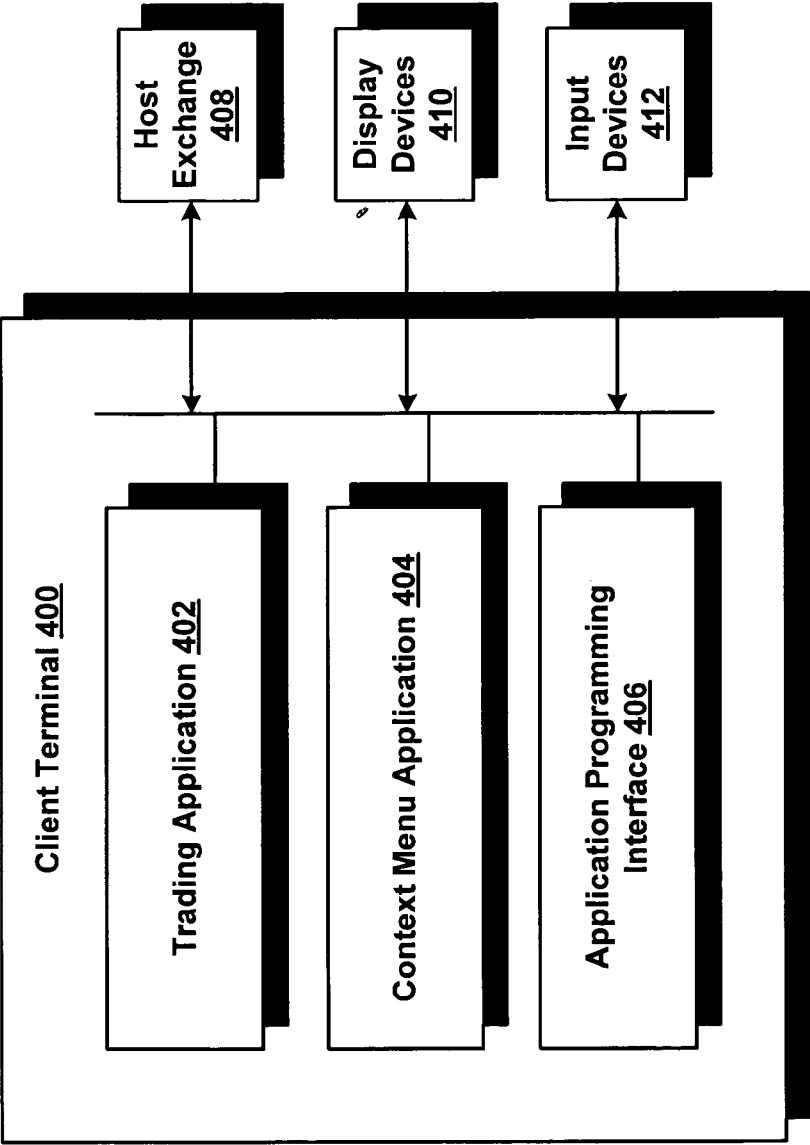 Client Terminal 400
Trading Application 402
Context Menu Application 404
Application Programming
Interface 406
Host
Exchange
408
Display
Devices
410
Input
Devices
412